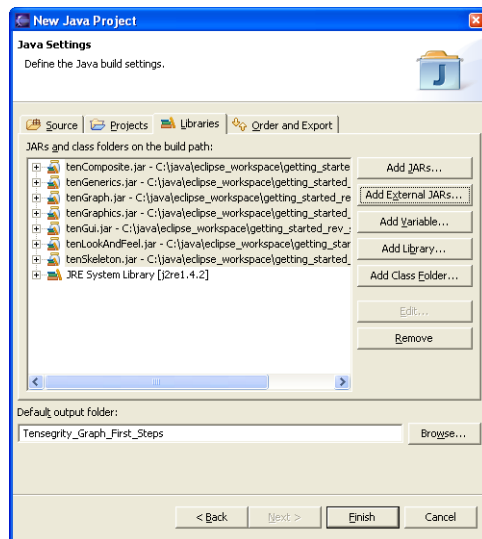 New Java Project
Java Settings
Define the Java build settings.
Source Projects Libraries Order and Export
JARs and class folders on the build path:
tenComposite.jar - C:\java\eclipse_workspace\getting_starte
tenGenerics.jar - C:\java\eclipse_workspace\getting_started_
tenGraph.jar - C:\java\eclipse_workspace\getting_started_re
tenGraphics.jar - C:\java\eclipse_workspace\getting_started_
tenGui.jar - C:\java\eclipse_workspace\getting_started_rev_s
tenLookAndFeel.jar - C:\java\eclipse_workspace\getting_star
tenSkeleton.jar - C:\java\eclipse_workspace\getting_started_
JRE System Library [j2re1.4.2]
Add JARs...
Add External JARs...
Add Variable...
Add Library...
Add Class Folder...
Edit...
Remove
Default output folder:
Tensegrity_Graph_First_Steps
Browse...
< Back Next > Finish Cancel